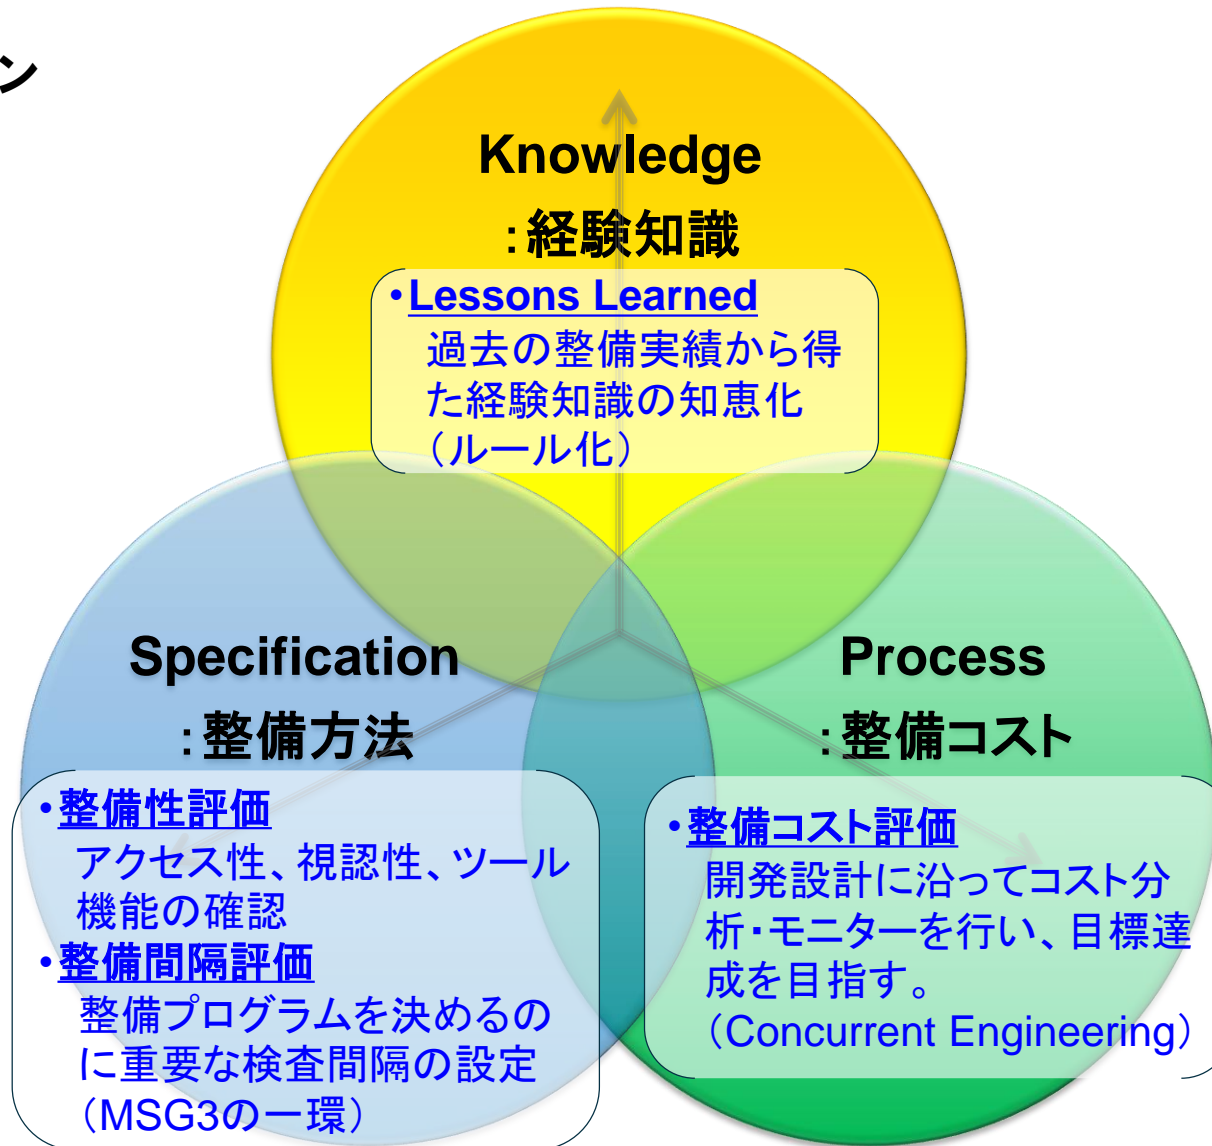 ン
Knowledge
:経験知識
・Lessons Learned
過去の整備実績から得
た経験知識の知恵化
（ルール化）
Specification
:整備方法
・整備性評価
アクセス性、視認性、ツール
機能の確認
・整備間隔評価
整備プログラムを決めるの
に重要な検査間隔の設定
（MSG3の一環）
Process
:整備コスト
・整備コスト評価
開発設計に沿ってコスト分
析・モニターを行い、目標達
成を目指す。
（Concurrent Engineering）